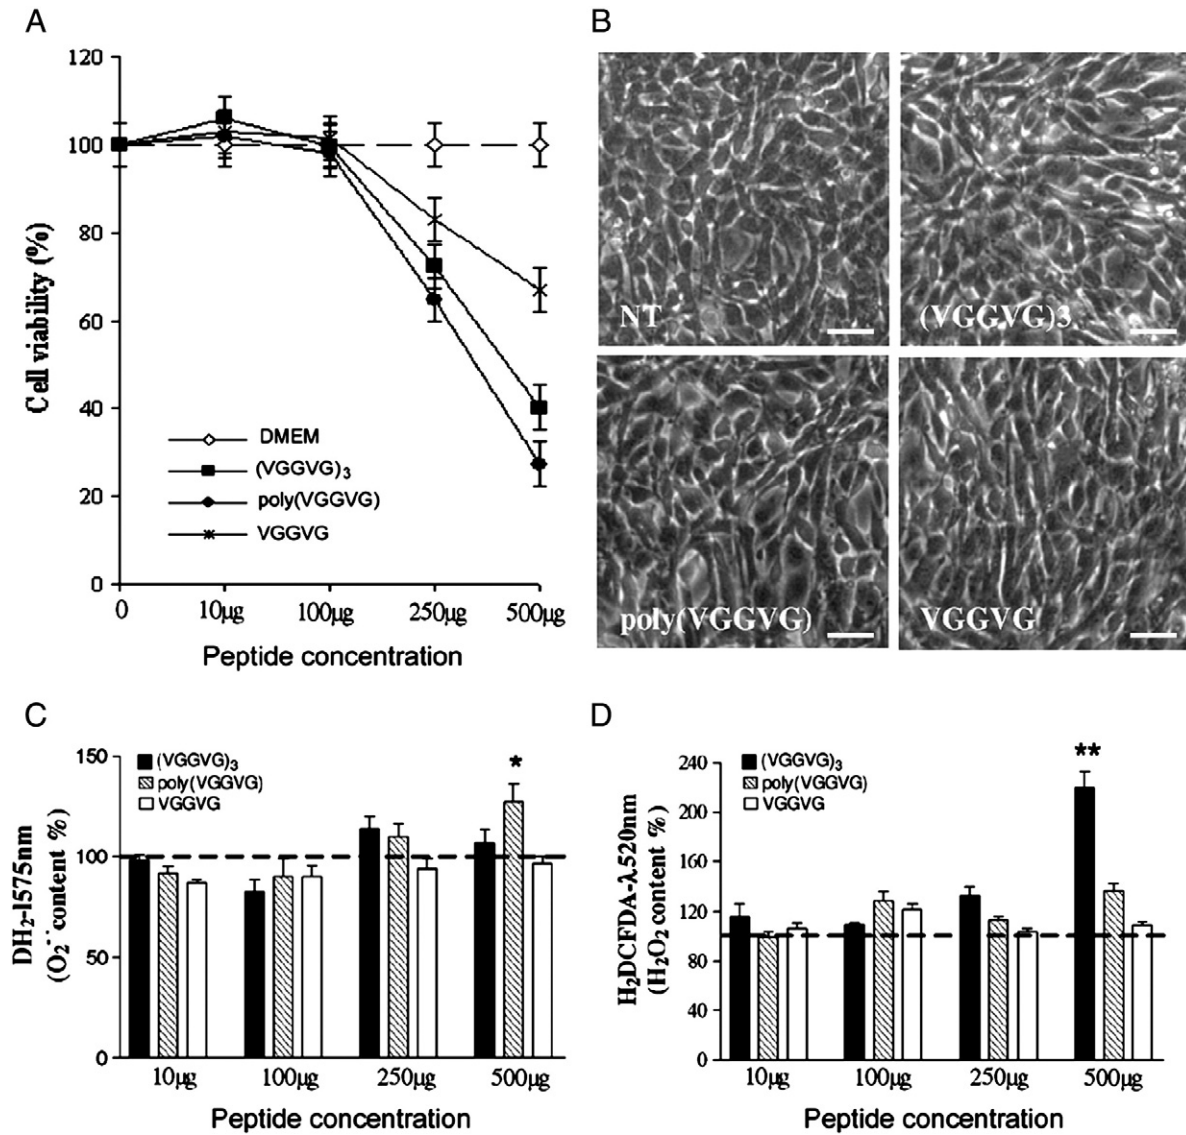 A
120
100
80
60
40
20
0
Cell viability (%)
DMEM
(VGGVG)₃
poly(VGGVG)
VGGVG
0 10µg 100µg 250µg 500µg
Peptide concentration
B
NT
(VGGVG)3
poly(VGGVG)
VGGVG
C
150
100
50
0
DH₂-l575nm
(O₂˙˙ content %)
(VGGVG)₃
poly(VGGVG)
VGGVG
*
10µg 100µg 250µg 500µg
Peptide concentration
D
240
200
160
120
80
40
0
H₂DCFDA-λ520nm
(H₂O₂ content %)
(VGGVG)₃
poly(VGGVG)
VGGVG
**
10µg 100µg 250µg 500µg
Peptide concentration